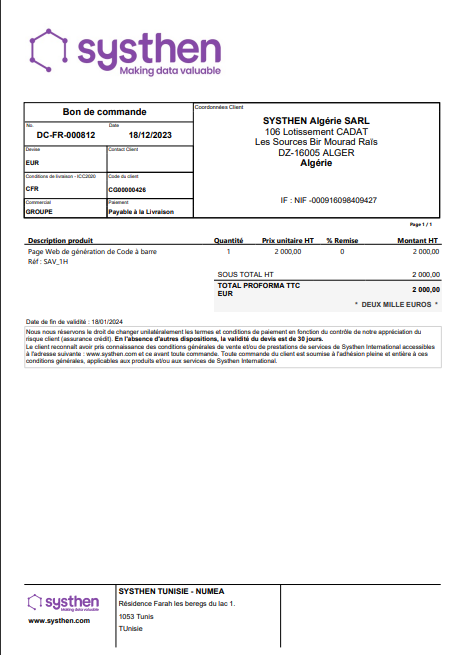 systhen
Making data valuable
Bon de commande
No.
Date
DC-FR-000812
18/12/2023
Devise
Contact Client
EUR
Conditions de livraison - ICC2020
Code du client
CFR
CG00000426
Commercial
Paiement
GROUPE
Payable à la Livraison
Coordonnées Client
SYSTHEN Algérie SARL
106 Lotissement CADAT
Les Sources Bir Mourad Raïs
DZ-16005 ALGER
Algérie
IF : NIF -000916098409427
Page 1 / 1
Description produit Quantité Prix unitaire HT % Remise Montant HT
Page Web de génération de Code à barre 1 2 000,00 0 2 000,00
Réf : SAV_1H
SOUS TOTAL HT 2 000,00
TOTAL PROFORMA TTC 2 000,00
EUR
* DEUX MILLE EUROS *
Date de fin de validité : 18/01/2024
Nous nous réservons le droit de changer unilatéralement les termes et conditions de paiement en fonction du contrôle de notre appréciation du
risque client (assurance crédit). En l'absence d'autres dispositions, la validité du devis est de 30 jours.
Le client reconnaît avoir pris connaissance des conditions générales de vente et/ou de prestations de services de Systhen International accessibles
à l'adresse suivante : www.systhen.com et ce avant toute commande. Toute commande du client est soumise à l'adhésion pleine et entière à ces
conditions générales, applicables aux produits et/ou aux services de Systhen International.
systhen
Making data valuable
www.systhen.com
SYSTHEN TUNISIE - NUMEA
Résidence Farah les beregs du lac 1.
1053 Tunis
TUnisie